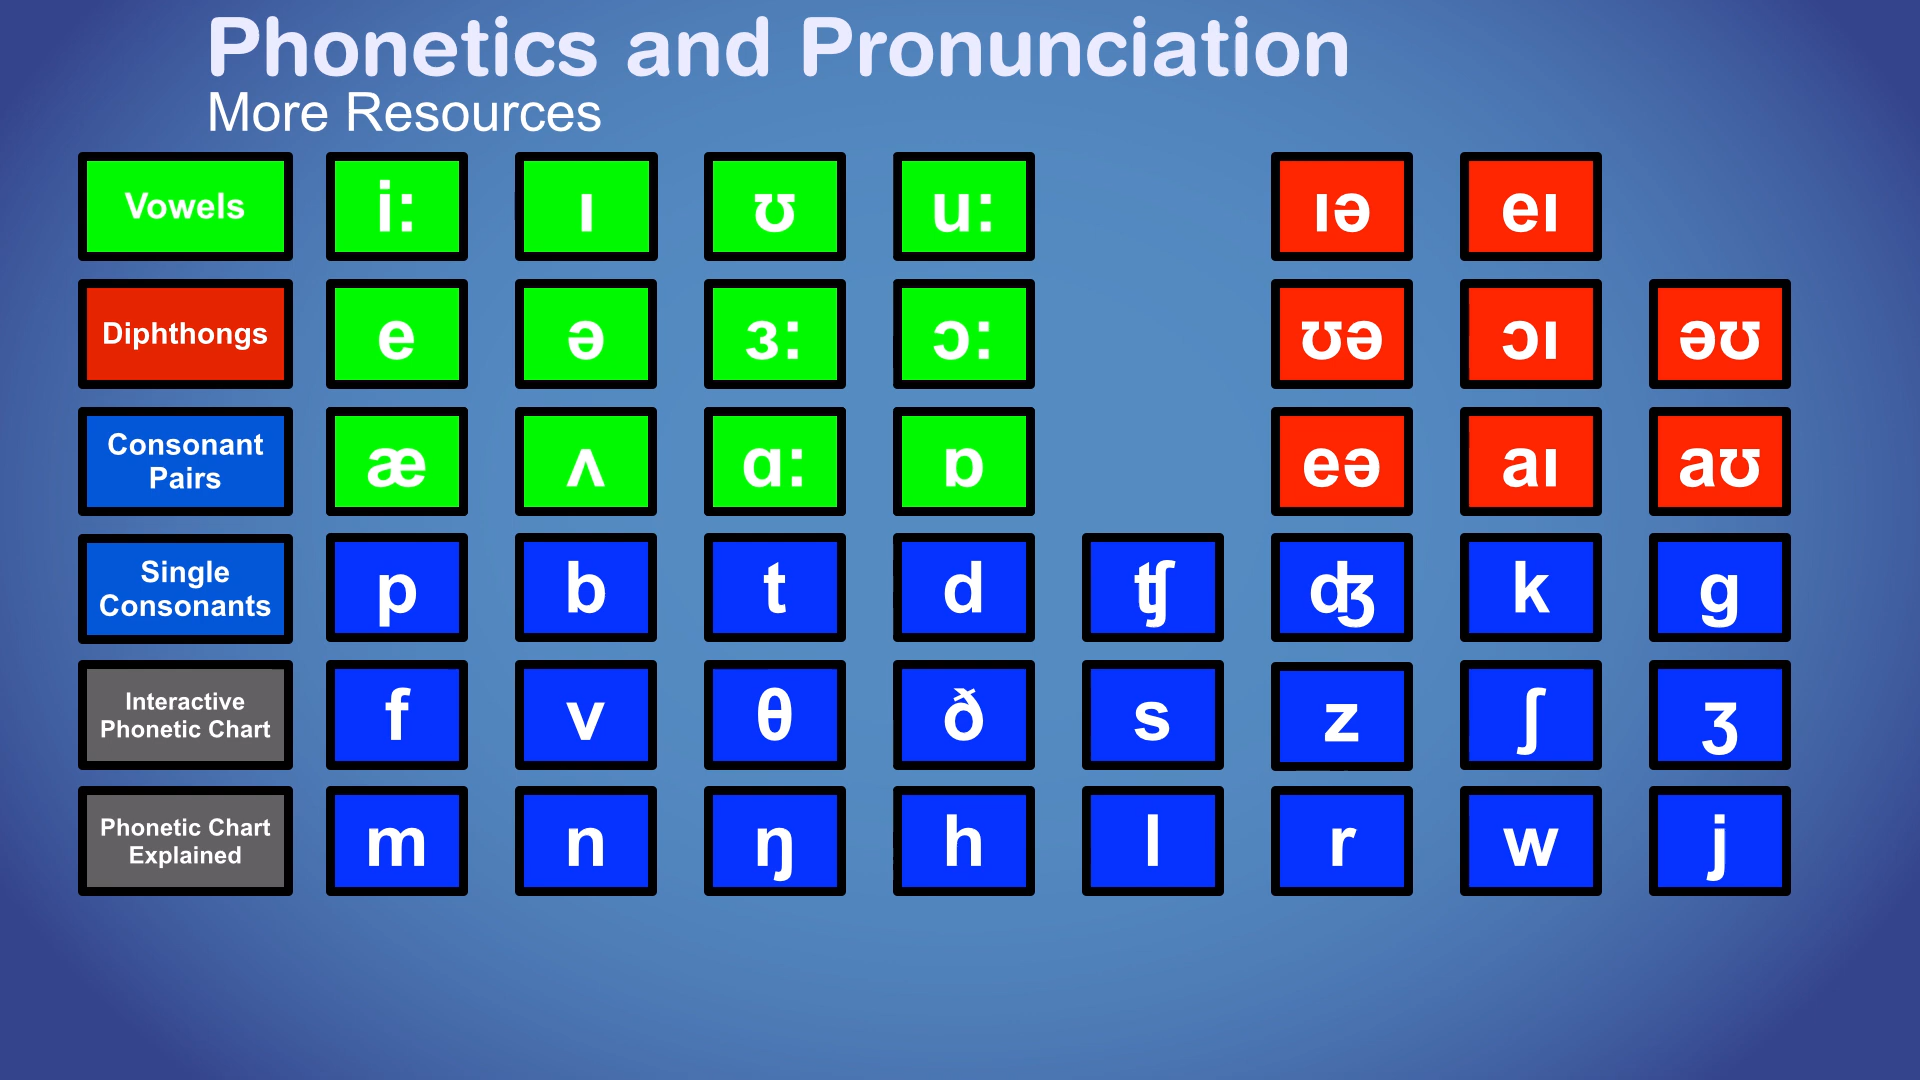 Phonetics and Pronunciation
More Resources
Vowels i: ɪ ʊ u: ɪə eɪ
Diphthongs e ə ɜ: ɔ: ʊə ɔɪ əʊ
Consonant
Pairs
æ ʌ ɑ: ɒ eə aɪ aʊ
Single
Consonants
p b t d ʧ ʤ k g
Interactive
Phonetic Chart
f v θ ð s z ʃ ʒ
Phonetic Chart
Explained
m n ŋ h l r w j